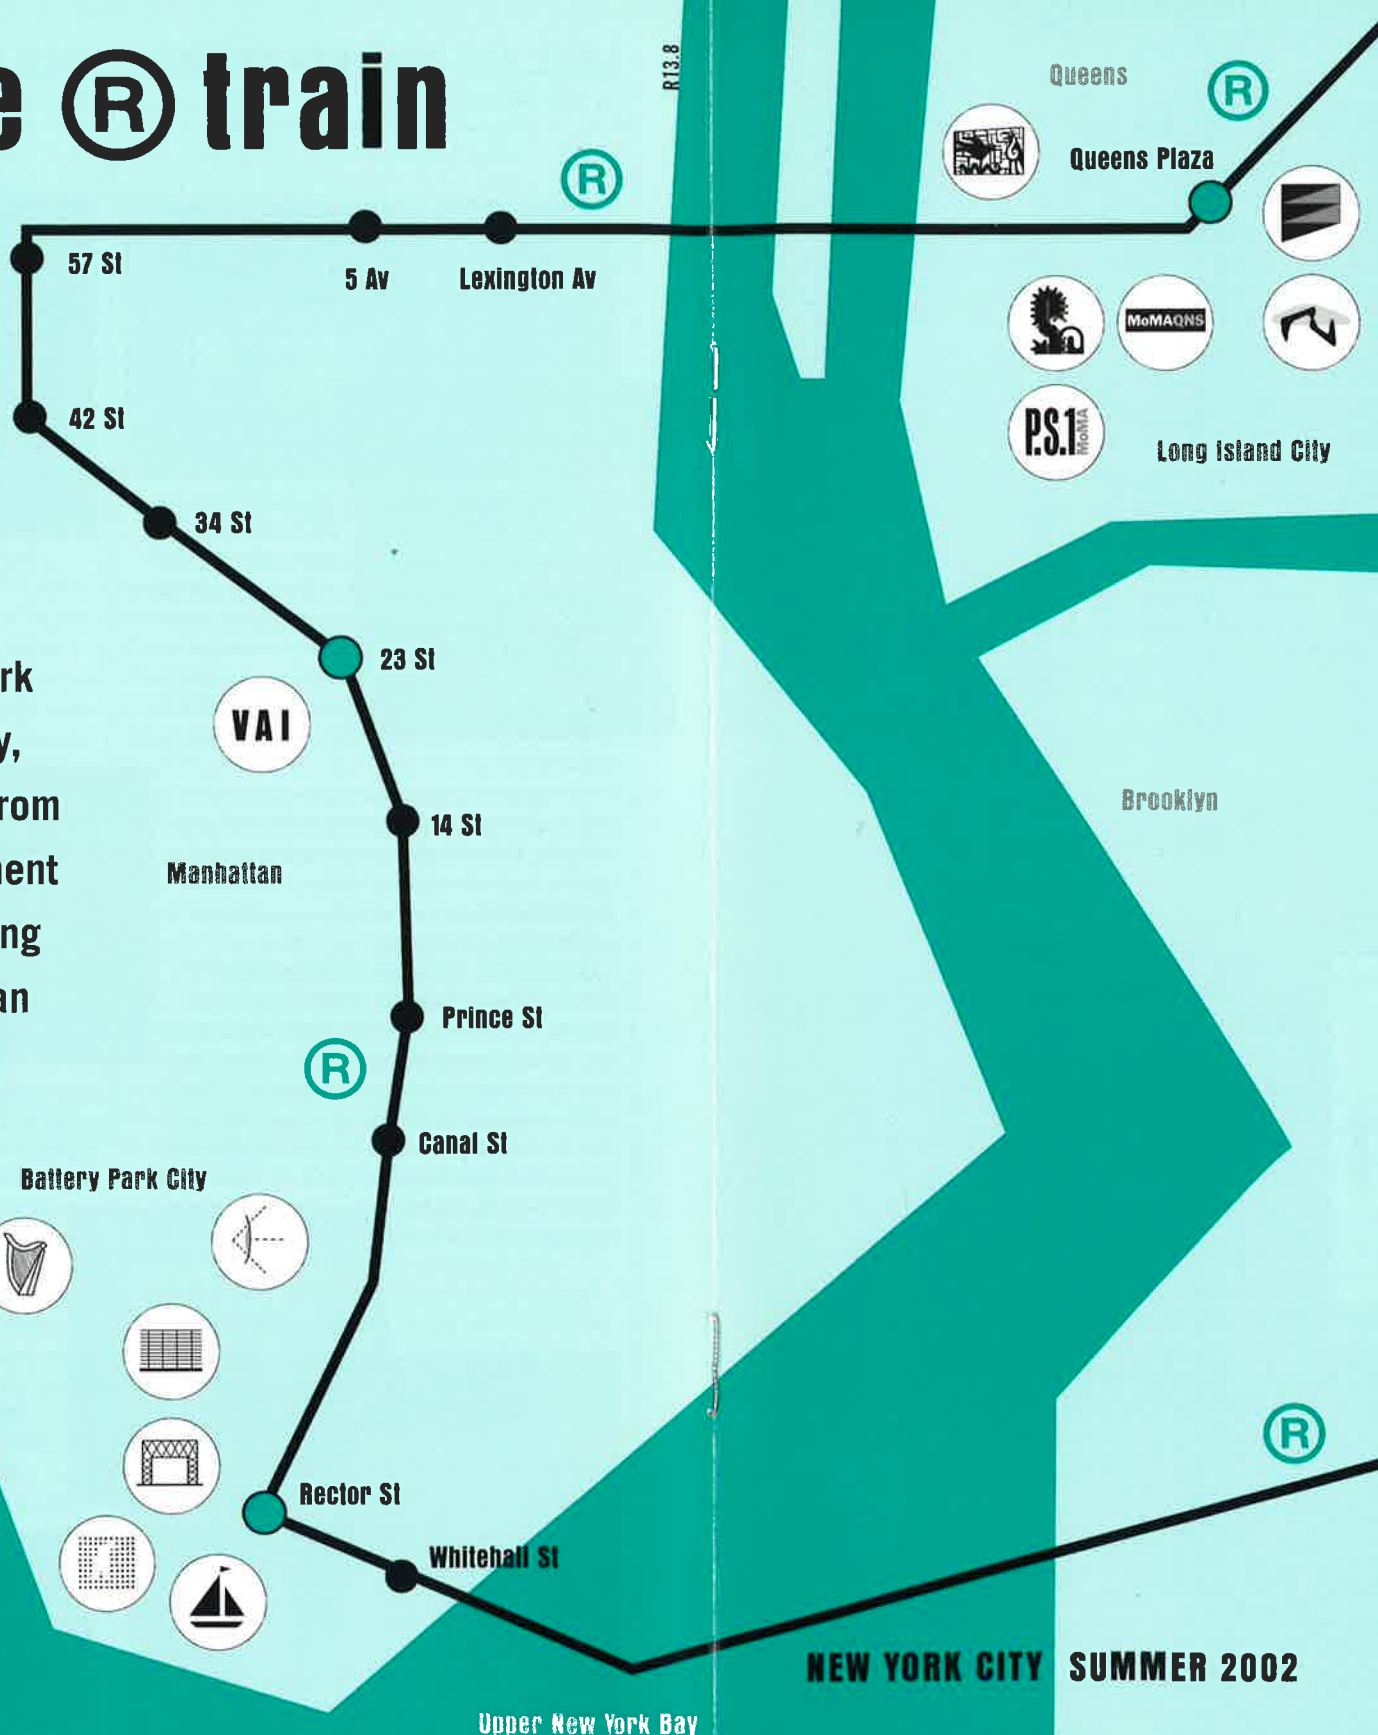 e Ⓡ train
R13.8
Queens
Ⓡ
Queens Plaza
Ⓡ
57 St
5 Av
Lexington Av
MoMAQNS
42 St
P.S.1 MoMA
Long Island City
34 St
23 St
rk
VAI
y,
rom
Brooklyn
14 St
nent
Manhattan
ng
an
Prince St
Ⓡ
Canal St
Battery Park City
Ⓡ
Rector St
Whitehall St
NEW YORK CITY SUMMER 2002
Upper New York Bay